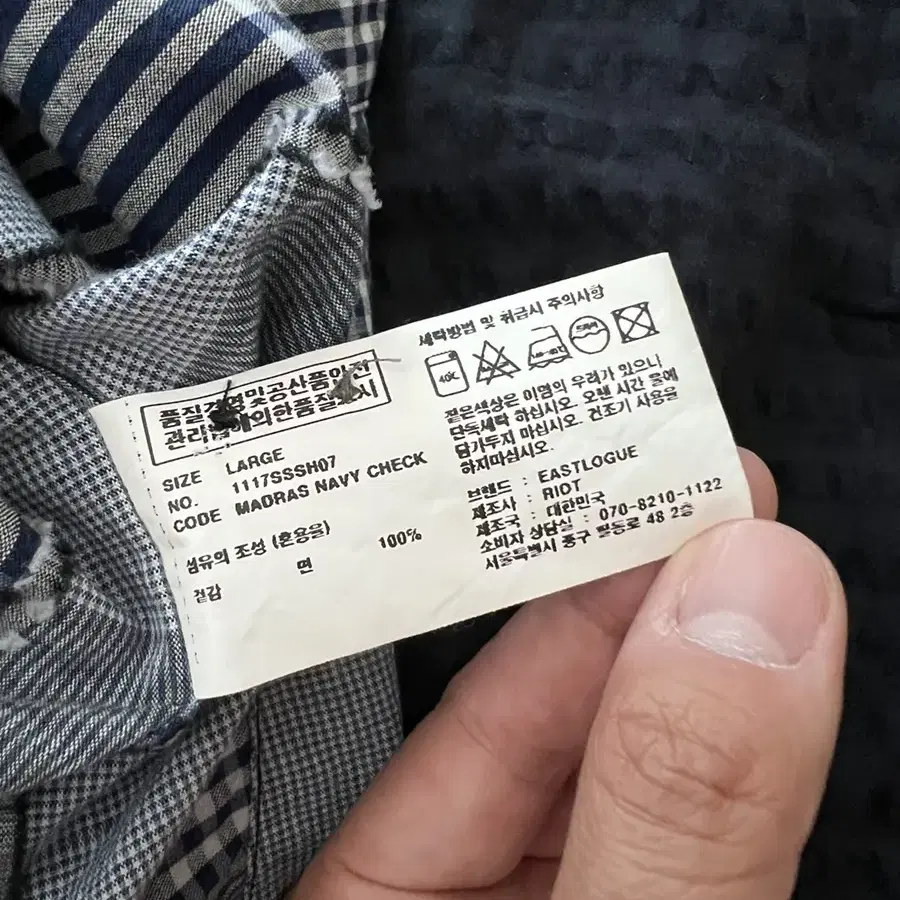 품질경영및공산품안전
관리법에의한품질표시
SIZE LARGE
NO. 1117SSSH07
CODE MADRAS NAVY CHECK
섬유의 조성 (혼용율)
겉감 면 100%
세탁방법 및 취급시 주의사항
40℃
짙은색상은 이염의 우려가 있으니
단독세탁 하십시오. 오랜 시간 물에
담가두지 마십시오. 건조기 사용을
하지마십시오.
브랜드 : EASTLOGUE
제조사 : RIOT
제조국 : 대한민국
소비자 상담실 : 070-8210-1122
서울특별시 중구 필동로 48 2층